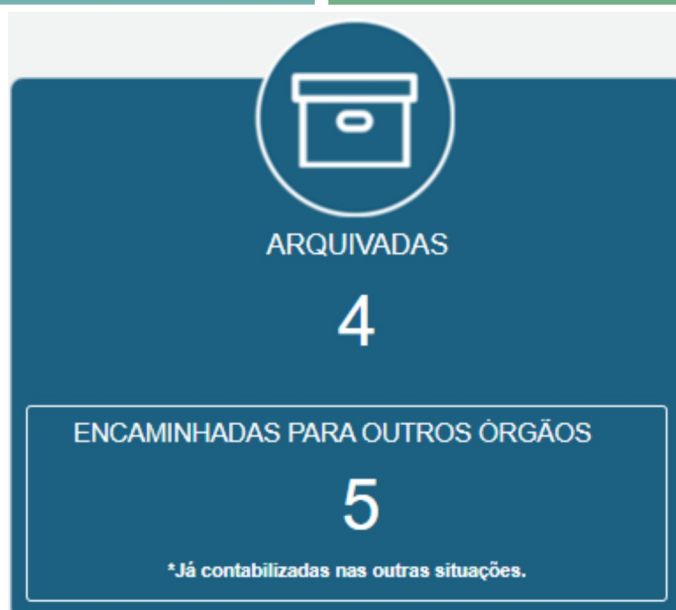 ARQUIVADAS
4
ENCAMINHADAS PARA OUTROS ÓRGÃOS
5
*Já contabilizadas nas outras situações.